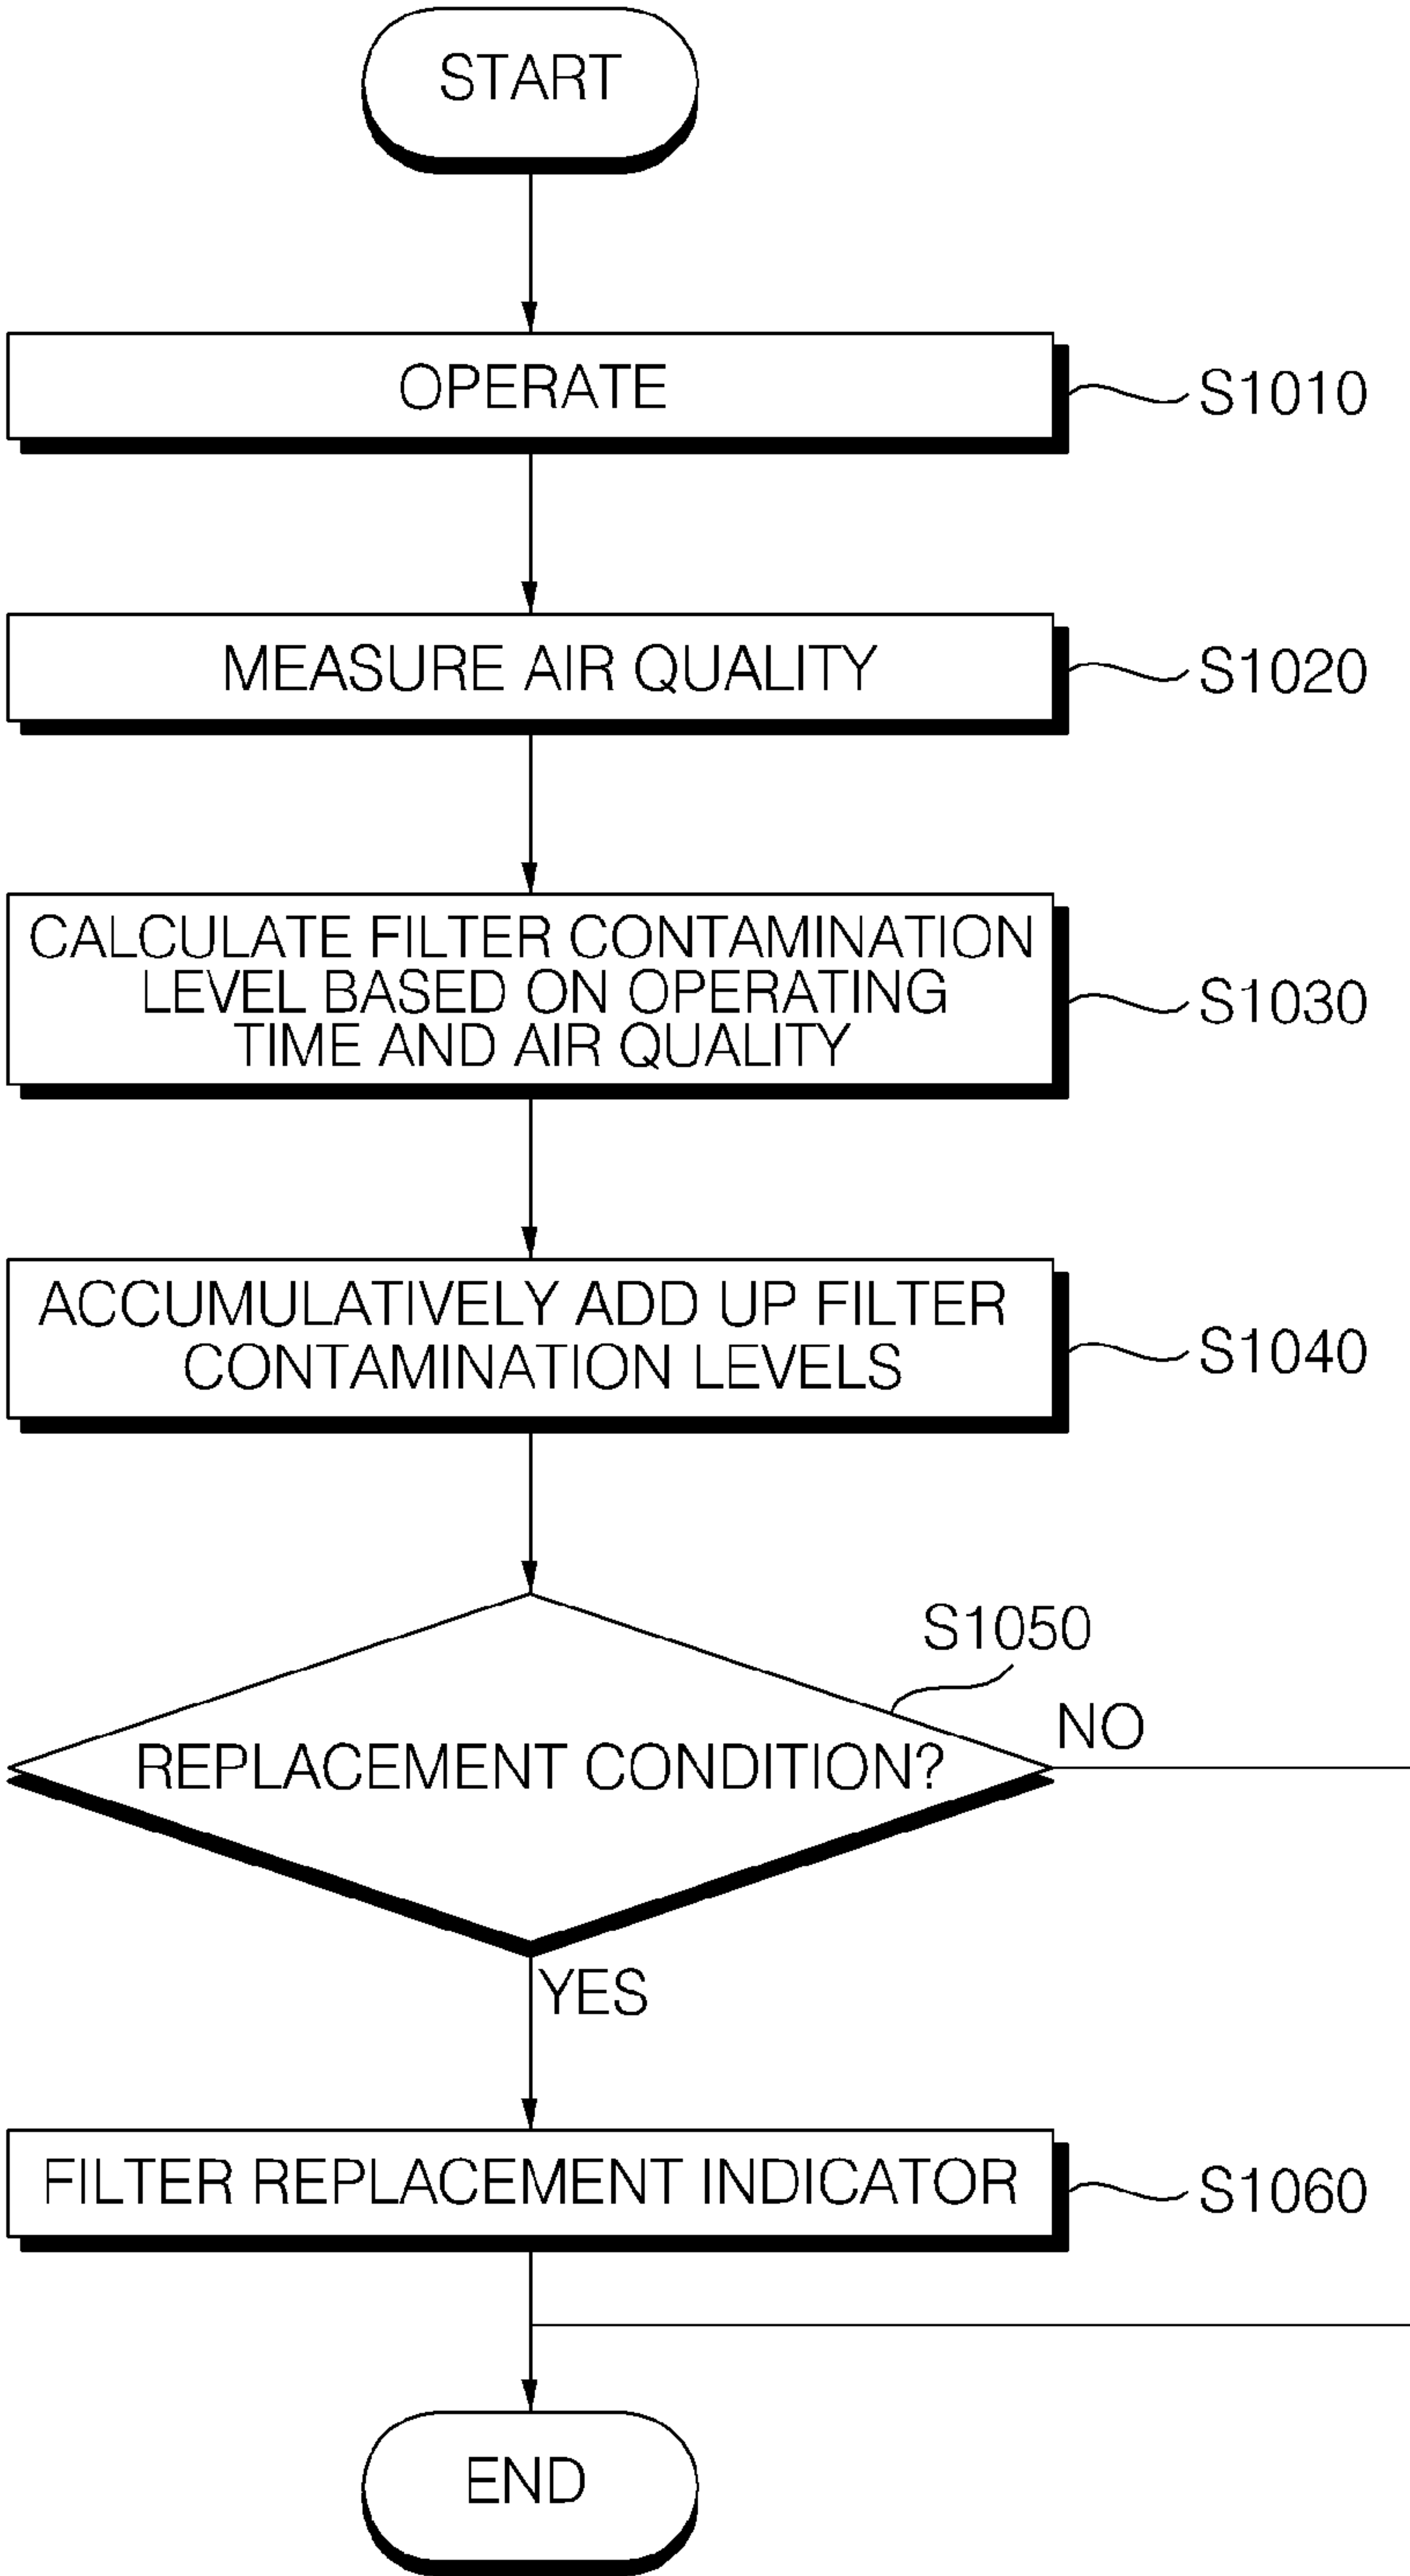 START
OPERATE
S1010
MEASURE AIR QUALITY
S1020
CALCULATE FILTER CONTAMINATION
LEVEL BASED ON OPERATING
TIME AND AIR QUALITY
S1030
ACCUMULATIVELY ADD UP FILTER
CONTAMINATION LEVELS
S1040
S1050
REPLACEMENT CONDITION?
NO
YES
FILTER REPLACEMENT INDICATOR
S1060
END